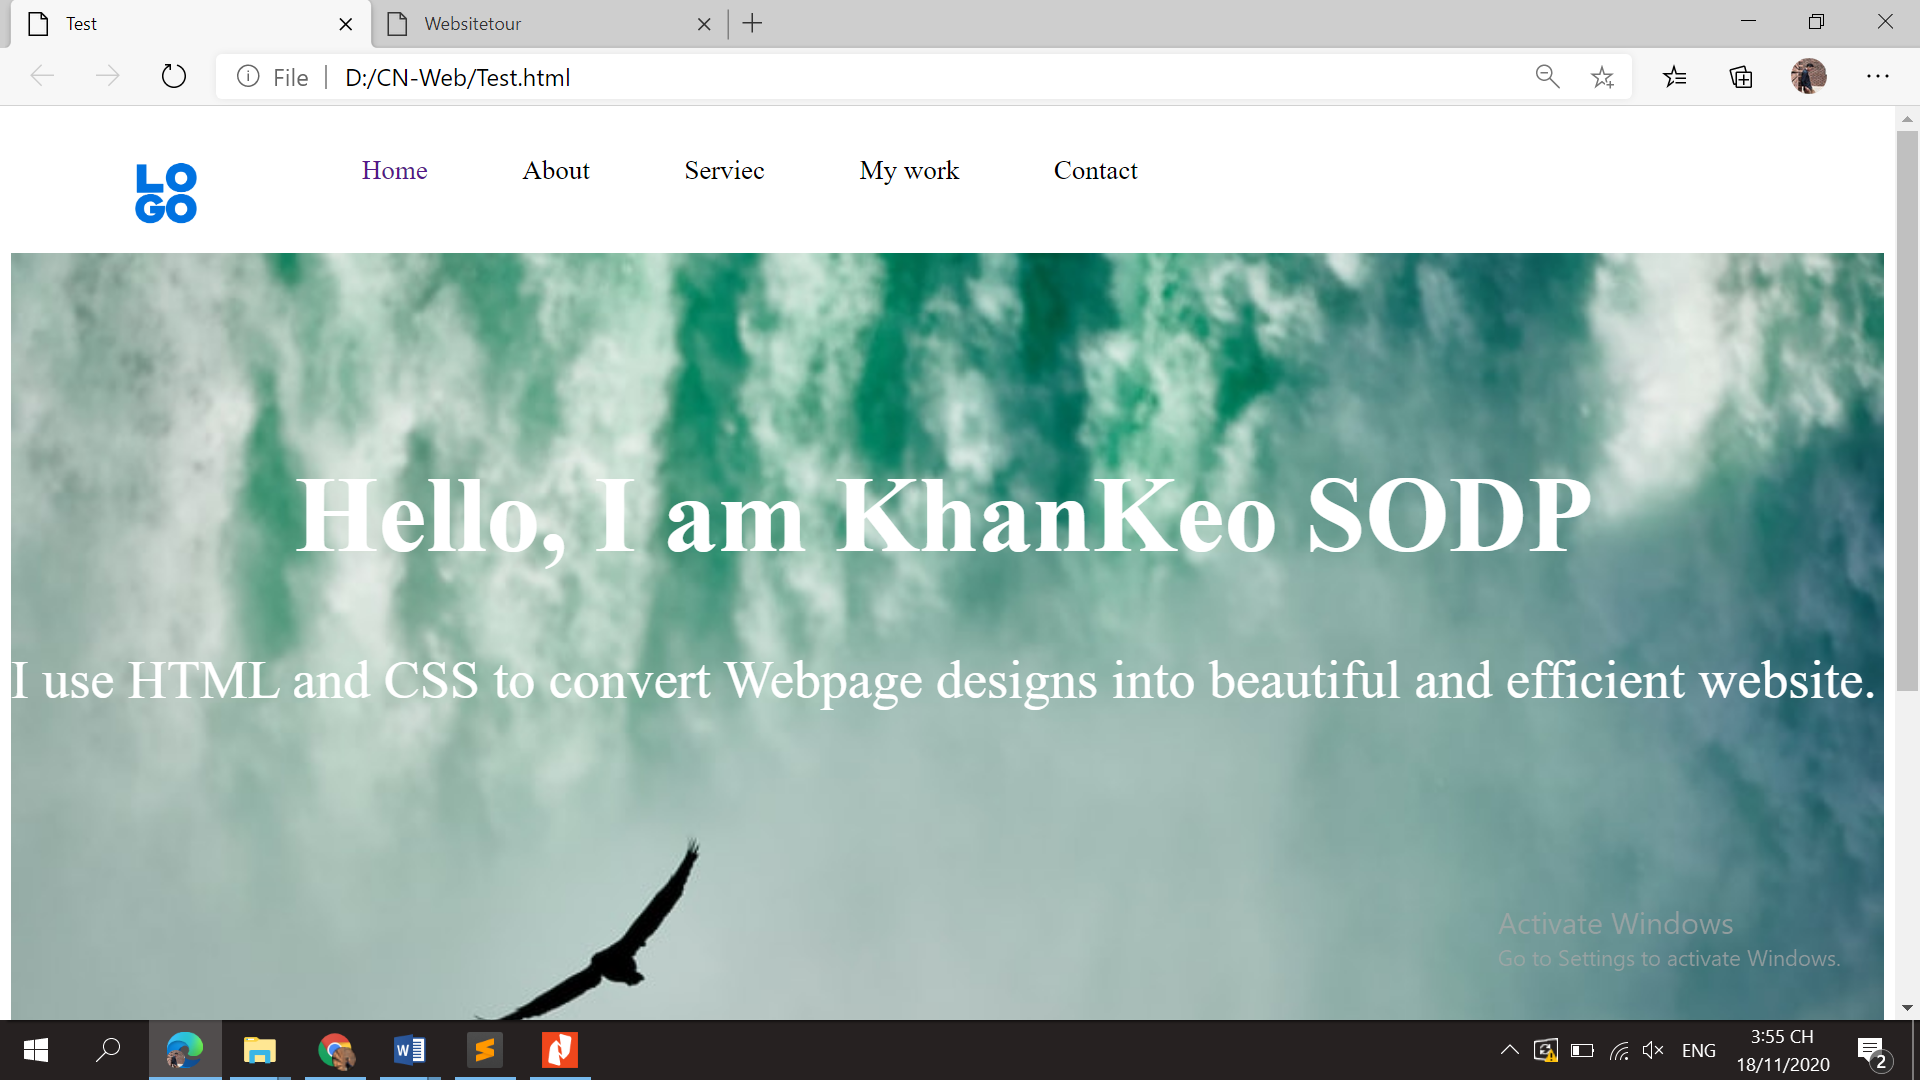 Test
Websitetour
File
D:/CN-Web/Test.html
LO
GO
Home
About
Serviec
My work
Contact
Hello, I am KhanKeo SODP
I use HTML and CSS to convert Webpage designs into beautiful and efficient website.
Activate Windows
Go to Settings to activate Windows.
ENG
3:55 CH
18/11/2020
2